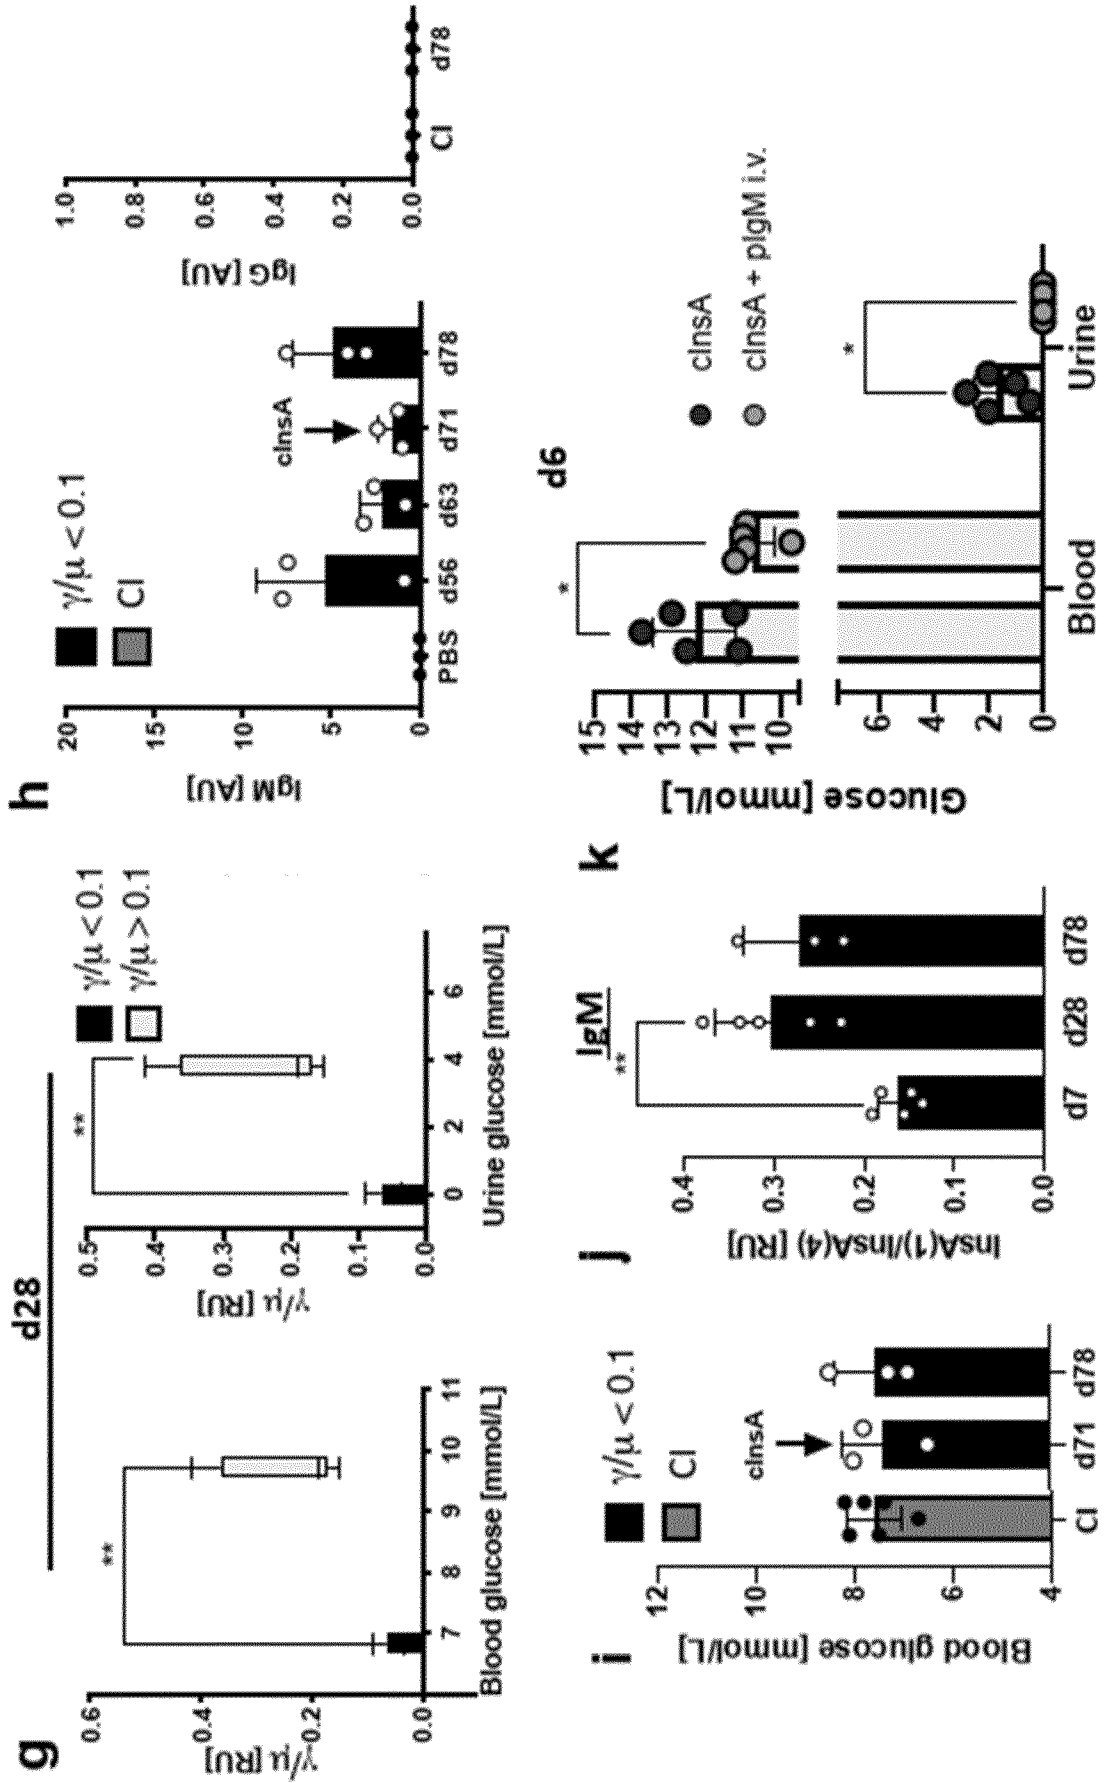 g
d28
γ/μ [RU]
0.6
0.4
0.2
0.0
**
7
8
9
10
11
Blood glucose [mmol/L]
γ/μ [RU]
0.5
0.4
0.3
0.2
0.1
0.0
**
0
2
4
6
Urine glucose [mmol/L]
γ/μ < 0.1
γ/μ > 0.1
h
IgM [AU]
20
15
10
5
0
γ/μ < 0.1
CI
cInsA
PBS
d56
d63
d71
d78
IgG [AU]
1.0
0.8
0.6
0.4
0.2
0.0
CI
d78
i
Blood glucose [mmol/L]
12
10
8
6
4
γ/μ < 0.1
CI
cInsA
CI
d71
d78
j
InsA(1)/InsA(4) [RU]
0.4
0.3
0.2
0.1
0.0
IgM
**
d7
d28
d78
k
Glucose [mmol/L]
15
14
13
12
11
10
6
4
2
0
d6
*
*
cInsA
cInsA + pIgM i.v.
Blood
Urine